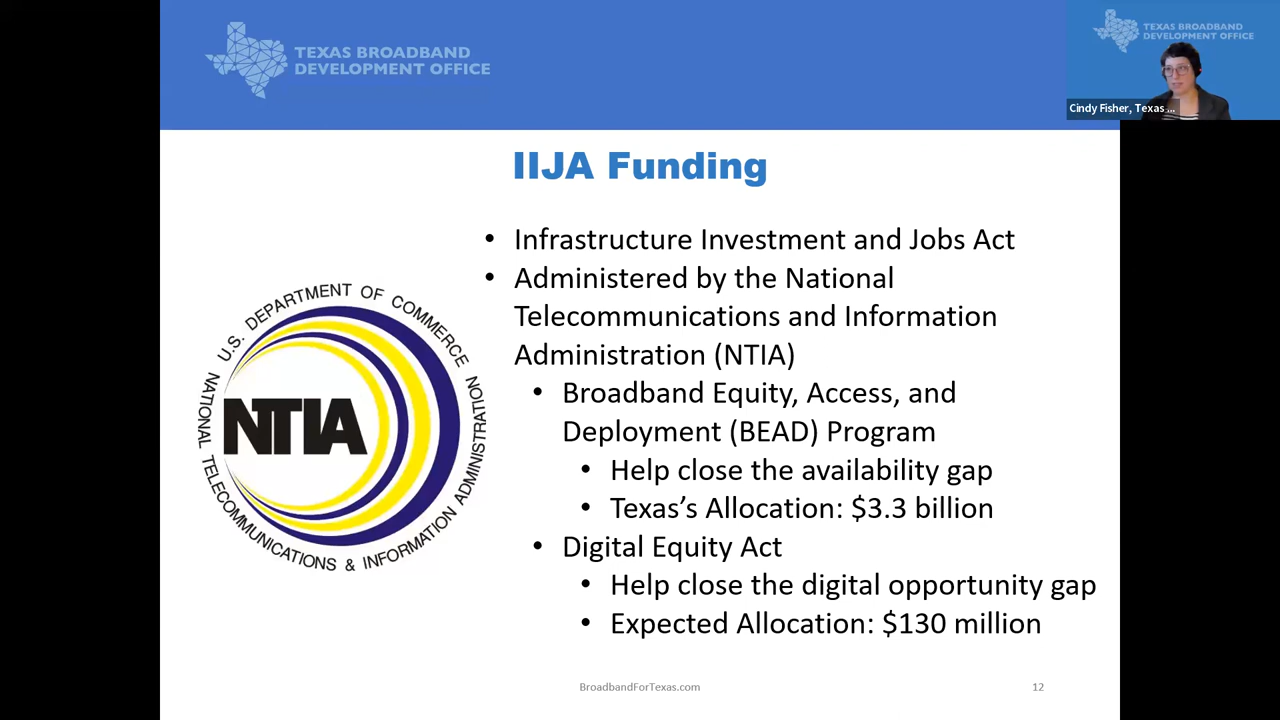 TEXAS BROADBAND
DEVELOPMENT OFFICE
TEXAS BROADBAND
DEVELOPMENT OFFICE
Cindy Fisher, Texas ...
IIJA Funding
• Infrastructure Investment and Jobs Act
• Administered by the National
Telecommunications and Information
Administration (NTIA)
• Broadband Equity, Access, and
Deployment (BEAD) Program
• Help close the availability gap
• Texas's Allocation: $3.3 billion
• Digital Equity Act
• Help close the digital opportunity gap
• Expected Allocation: $130 million
U.S. DEPARTMENT OF COMMERCE
NTIA
NATIONAL TELECOMMUNICATIONS & INFORMATION ADMINISTRATION
BroadbandForTexas.com
12